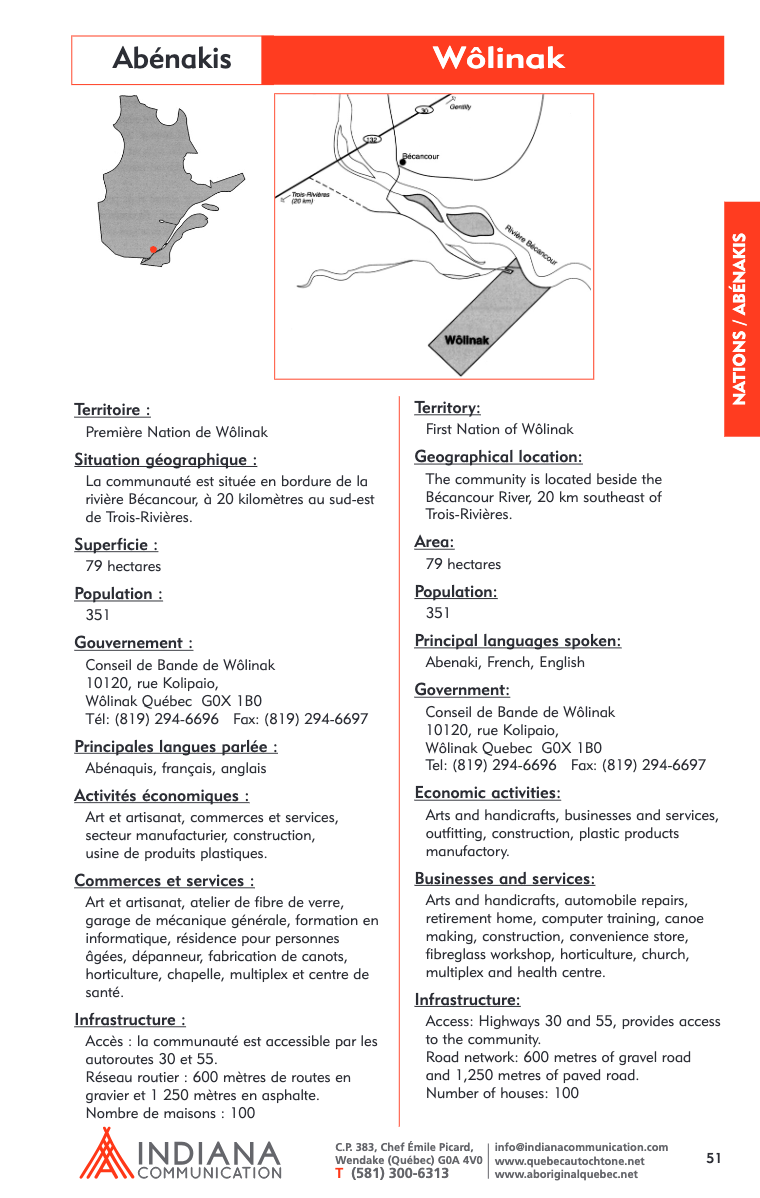 Abénakis
Wôlinak
30
Gentilly
132
Bécancour
Trois-Rivières
(20 km)
Rivière Bécancour
Wôlinak
NATIONS / ABÉNAKIS
Territoire :
Première Nation de Wôlinak
Situation géographique :
La communauté est située en bordure de la
rivière Bécancour, à 20 kilomètres au sud-est
de Trois-Rivières.
Superficie :
79 hectares
Population :
351
Gouvernement :
Conseil de Bande de Wôlinak
10120, rue Kolipaio,
Wôlinak Québec  G0X 1B0
Tél: (819) 294-6696   Fax: (819) 294-6697
Principales langues parlée :
Abénaquis, français, anglais
Activités économiques :
Art et artisanat, commerces et services,
secteur manufacturier, construction,
usine de produits plastiques.
Commerces et services :
Art et artisanat, atelier de fibre de verre,
garage de mécanique générale, formation en
informatique, résidence pour personnes
âgées, dépanneur, fabrication de canots,
horticulture, chapelle, multiplex et centre de
santé.
Infrastructure :
Accès : la communauté est accessible par les
autoroutes 30 et 55.
Réseau routier : 600 mètres de routes en
gravier et 1 250 mètres en asphalte.
Nombre de maisons : 100
Territory:
First Nation of Wôlinak
Geographical location:
The community is located beside the
Bécancour River, 20 km southeast of
Trois-Rivières.
Area:
79 hectares
Population:
351
Principal languages spoken:
Abenaki, French, English
Government:
Conseil de Bande de Wôlinak
10120, rue Kolipaio,
Wôlinak Quebec  G0X 1B0
Tel: (819) 294-6696   Fax: (819) 294-6697
Economic activities:
Arts and handicrafts, businesses and services,
outfitting, construction, plastic products
manufactory.
Businesses and services:
Arts and handicrafts, automobile repairs,
retirement home, computer training, canoe
making, construction, convenience store,
fibreglass workshop, horticulture, church,
multiplex and health centre.
Infrastructure:
Access: Highways 30 and 55, provides access
to the community.
Road network: 600 metres of gravel road
and 1,250 metres of paved road.
Number of houses: 100
INDIANA
COMMUNICATION
C.P. 383, Chef Émile Picard,
Wendake (Québec) G0A 4V0
T (581) 300-6313
info@indianacommunication.com
www.quebecautochtone.net
www.aboriginalquebec.net
51